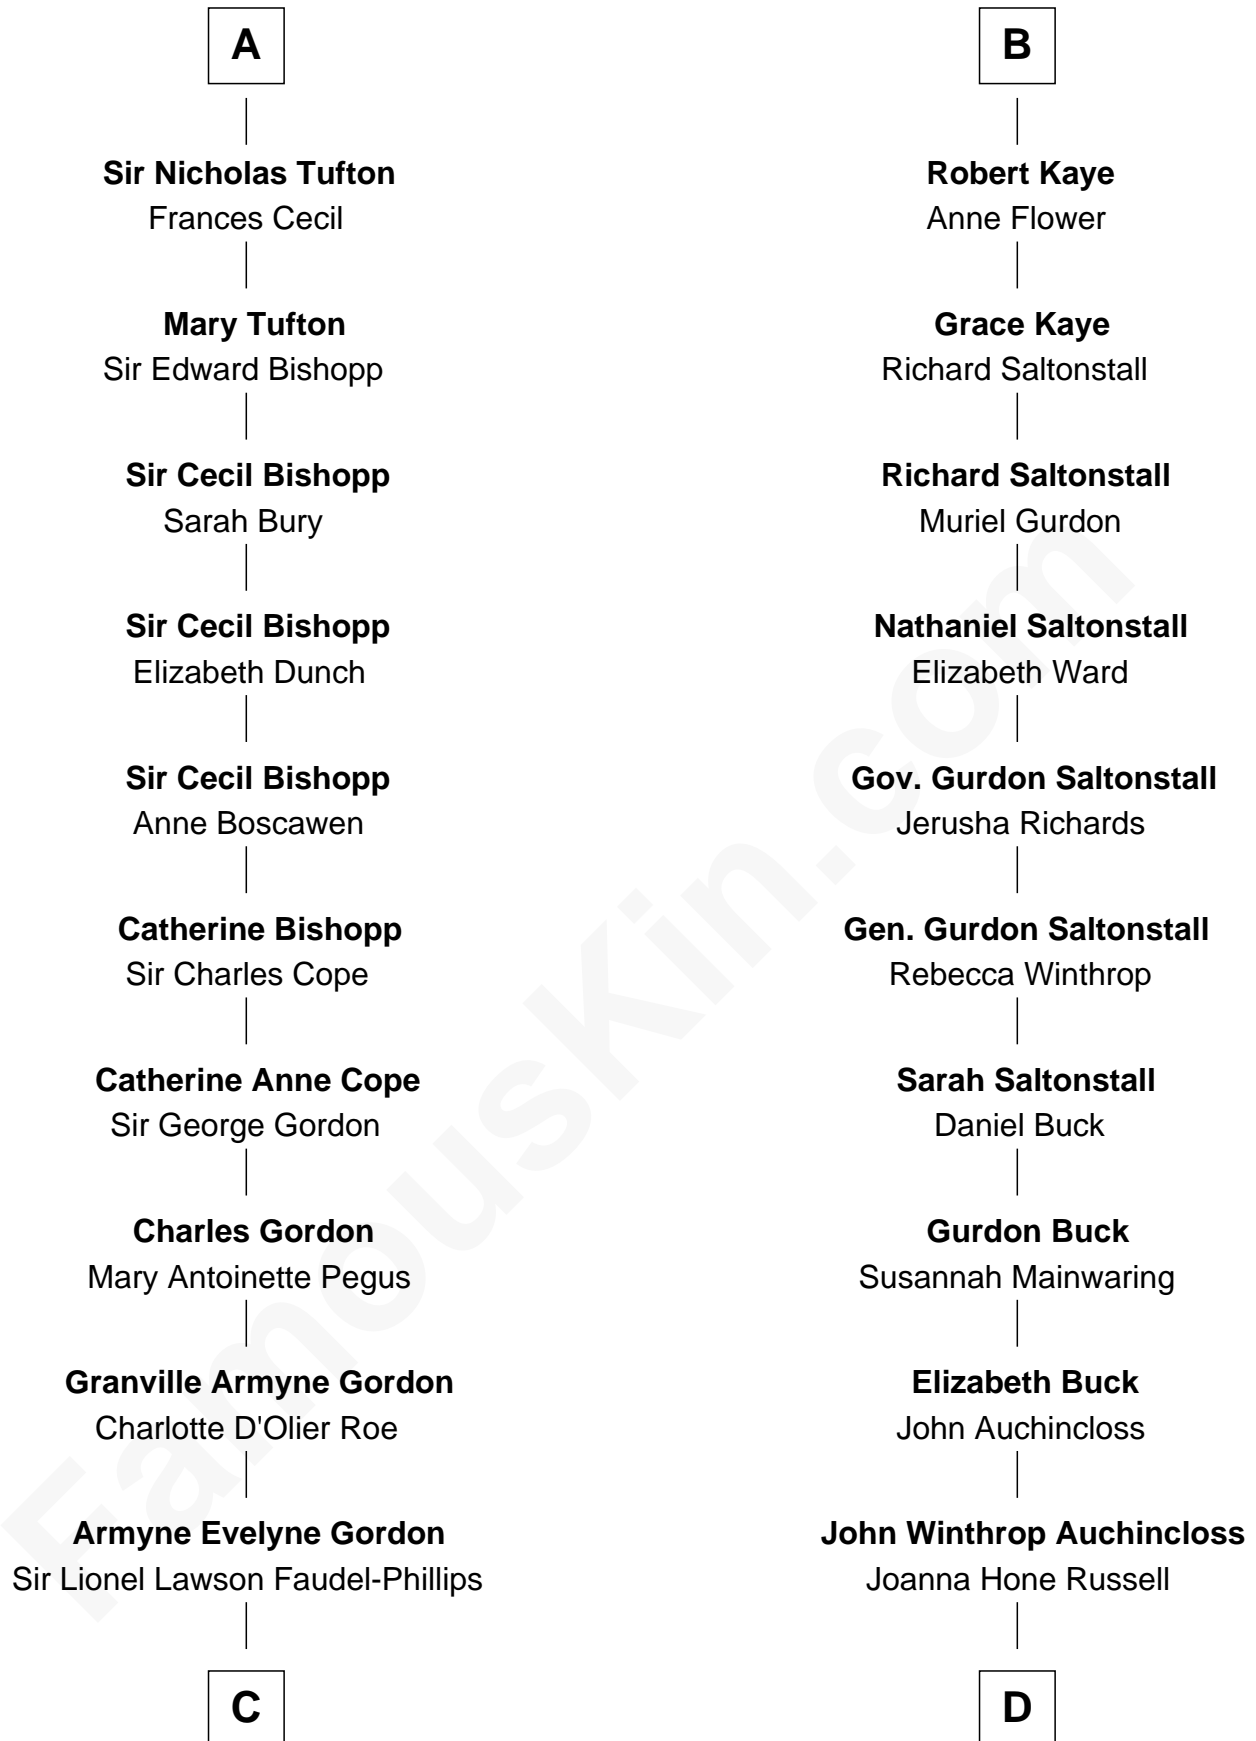 A
Sir Nicholas Tufton
Frances Cecil
Mary Tufton
Sir Edward Bishopp
Sir Cecil Bishopp
Sarah Bury
Sir Cecil Bishopp
Elizabeth Dunch
Sir Cecil Bishopp
Anne Boscawen
Catherine Bishopp
Sir Charles Cope
Catherine Anne Cope
Sir George Gordon
Charles Gordon
Mary Antoinette Pegus
Granville Armyne Gordon
Charlotte D'Olier Roe
Armyne Evelyne Gordon
Sir Lionel Lawson Faudel-Phillips
C
B
Robert Kaye
Anne Flower
Grace Kaye
Richard Saltonstall
Richard Saltonstall
Muriel Gurdon
Nathaniel Saltonstall
Elizabeth Ward
Gov. Gurdon Saltonstall
Jerusha Richards
Gen. Gurdon Saltonstall
Rebecca Winthrop
Sarah Saltonstall
Daniel Buck
Gurdon Buck
Susannah Mainwaring
Elizabeth Buck
John Auchincloss
John Winthrop Auchincloss
Joanna Hone Russell
D
FamousKin.com